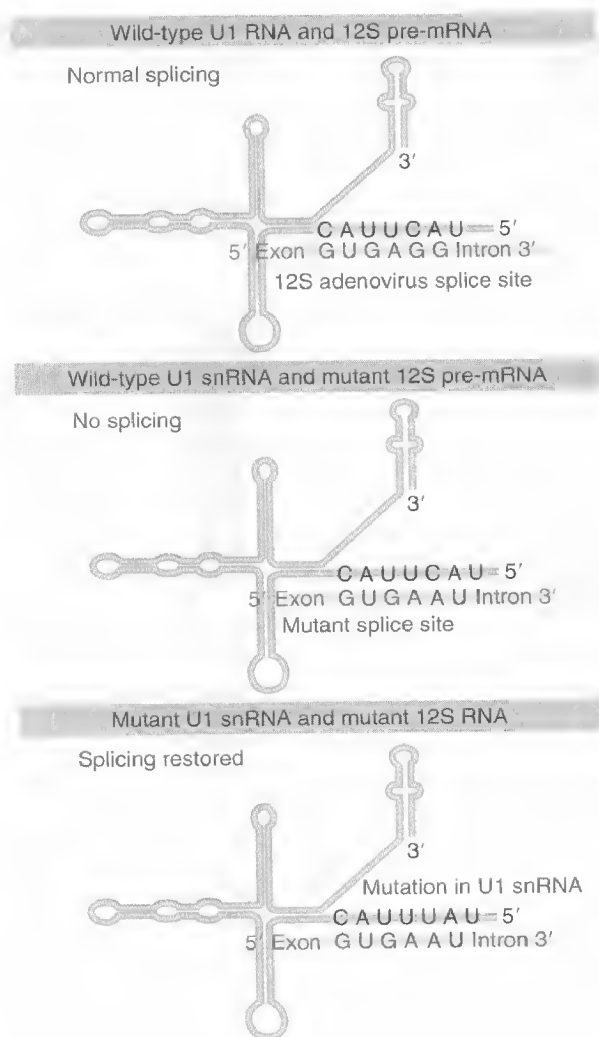 Wild-type U1 RNA and 12S pre-mRNA
Normal splicing
3′
C A U U C A U 5′
5′ Exon G U G A G G Intron 3′
12S adenovirus splice site
Wild-type U1 snRNA and mutant 12S pre-mRNA
No splicing
3′
C A U U C A U 5′
5′ Exon G U G A A U Intron 3′
Mutant splice site
Mutant U1 snRNA and mutant 12S RNA
Splicing restored
3′
Mutation in U1 snRNA
C A U U U A U 5′
5′ Exon G U G A A U Intron 3′